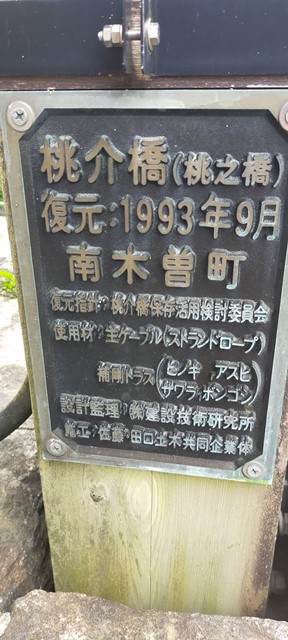 桃介橋(桃之橋)
復元:1993年9月
南木曽町
復元指針:桃介橋保存活用検討委員会
使用材:主ケーブル(ストランドロープ)
補剛トラス(ヒノキ アスヒ
サワラ・ボンゴシ)
設計監理:㈱建設技術研究所
施工:佐藤・田口土木共同企業体